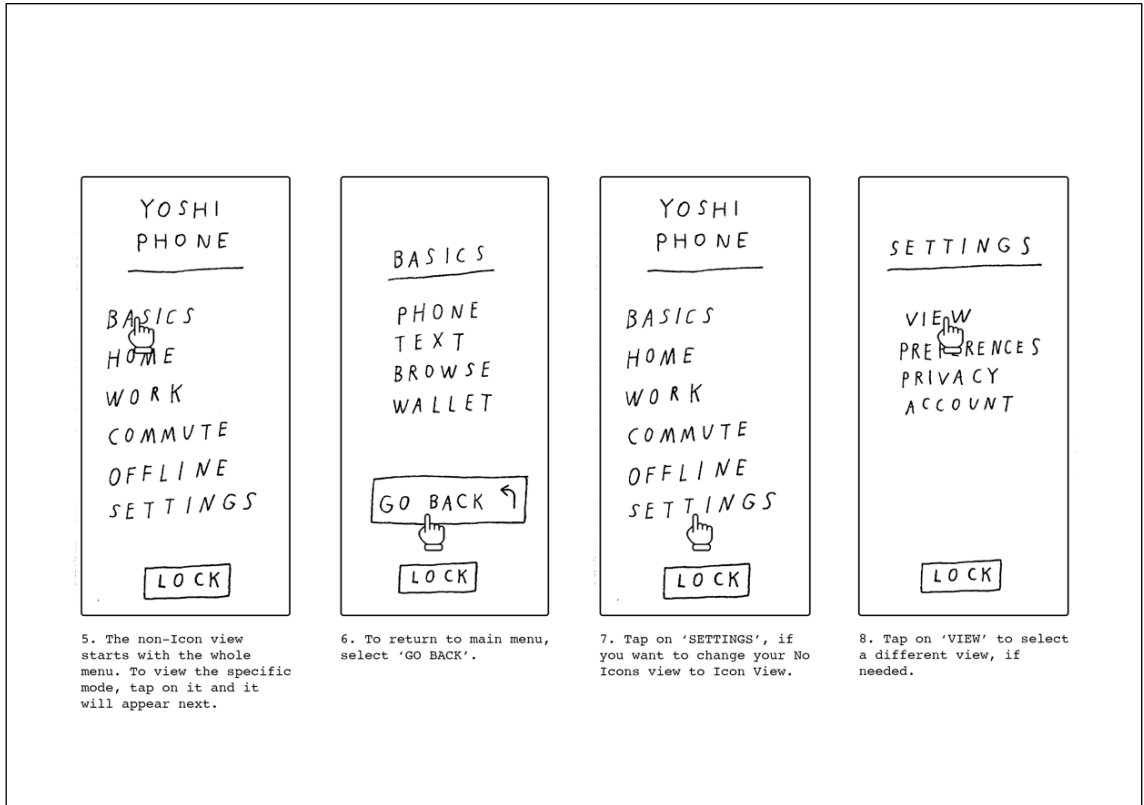 YOSHI
PHONE
BASICS
HOME
WORK
COMMUTE
OFFLINE
SETTINGS
LOCK
5. The non-Icon view
starts with the whole
menu. To view the specific
mode, tap on it and it
will appear next.
BASICS
PHONE
TEXT
BROWSE
WALLET
GO BACK
LOCK
6. To return to main menu,
select ‘GO BACK’.
YOSHI
PHONE
BASICS
HOME
WORK
COMMUTE
OFFLINE
SETTINGS
LOCK
7. Tap on ‘SETTINGS’, if
you want to change your No
Icons view to Icon View.
SETTINGS
VIEW
PREFERENCES
PRIVACY
ACCOUNT
LOCK
8. Tap on ‘VIEW’ to select
a different view, if
needed.